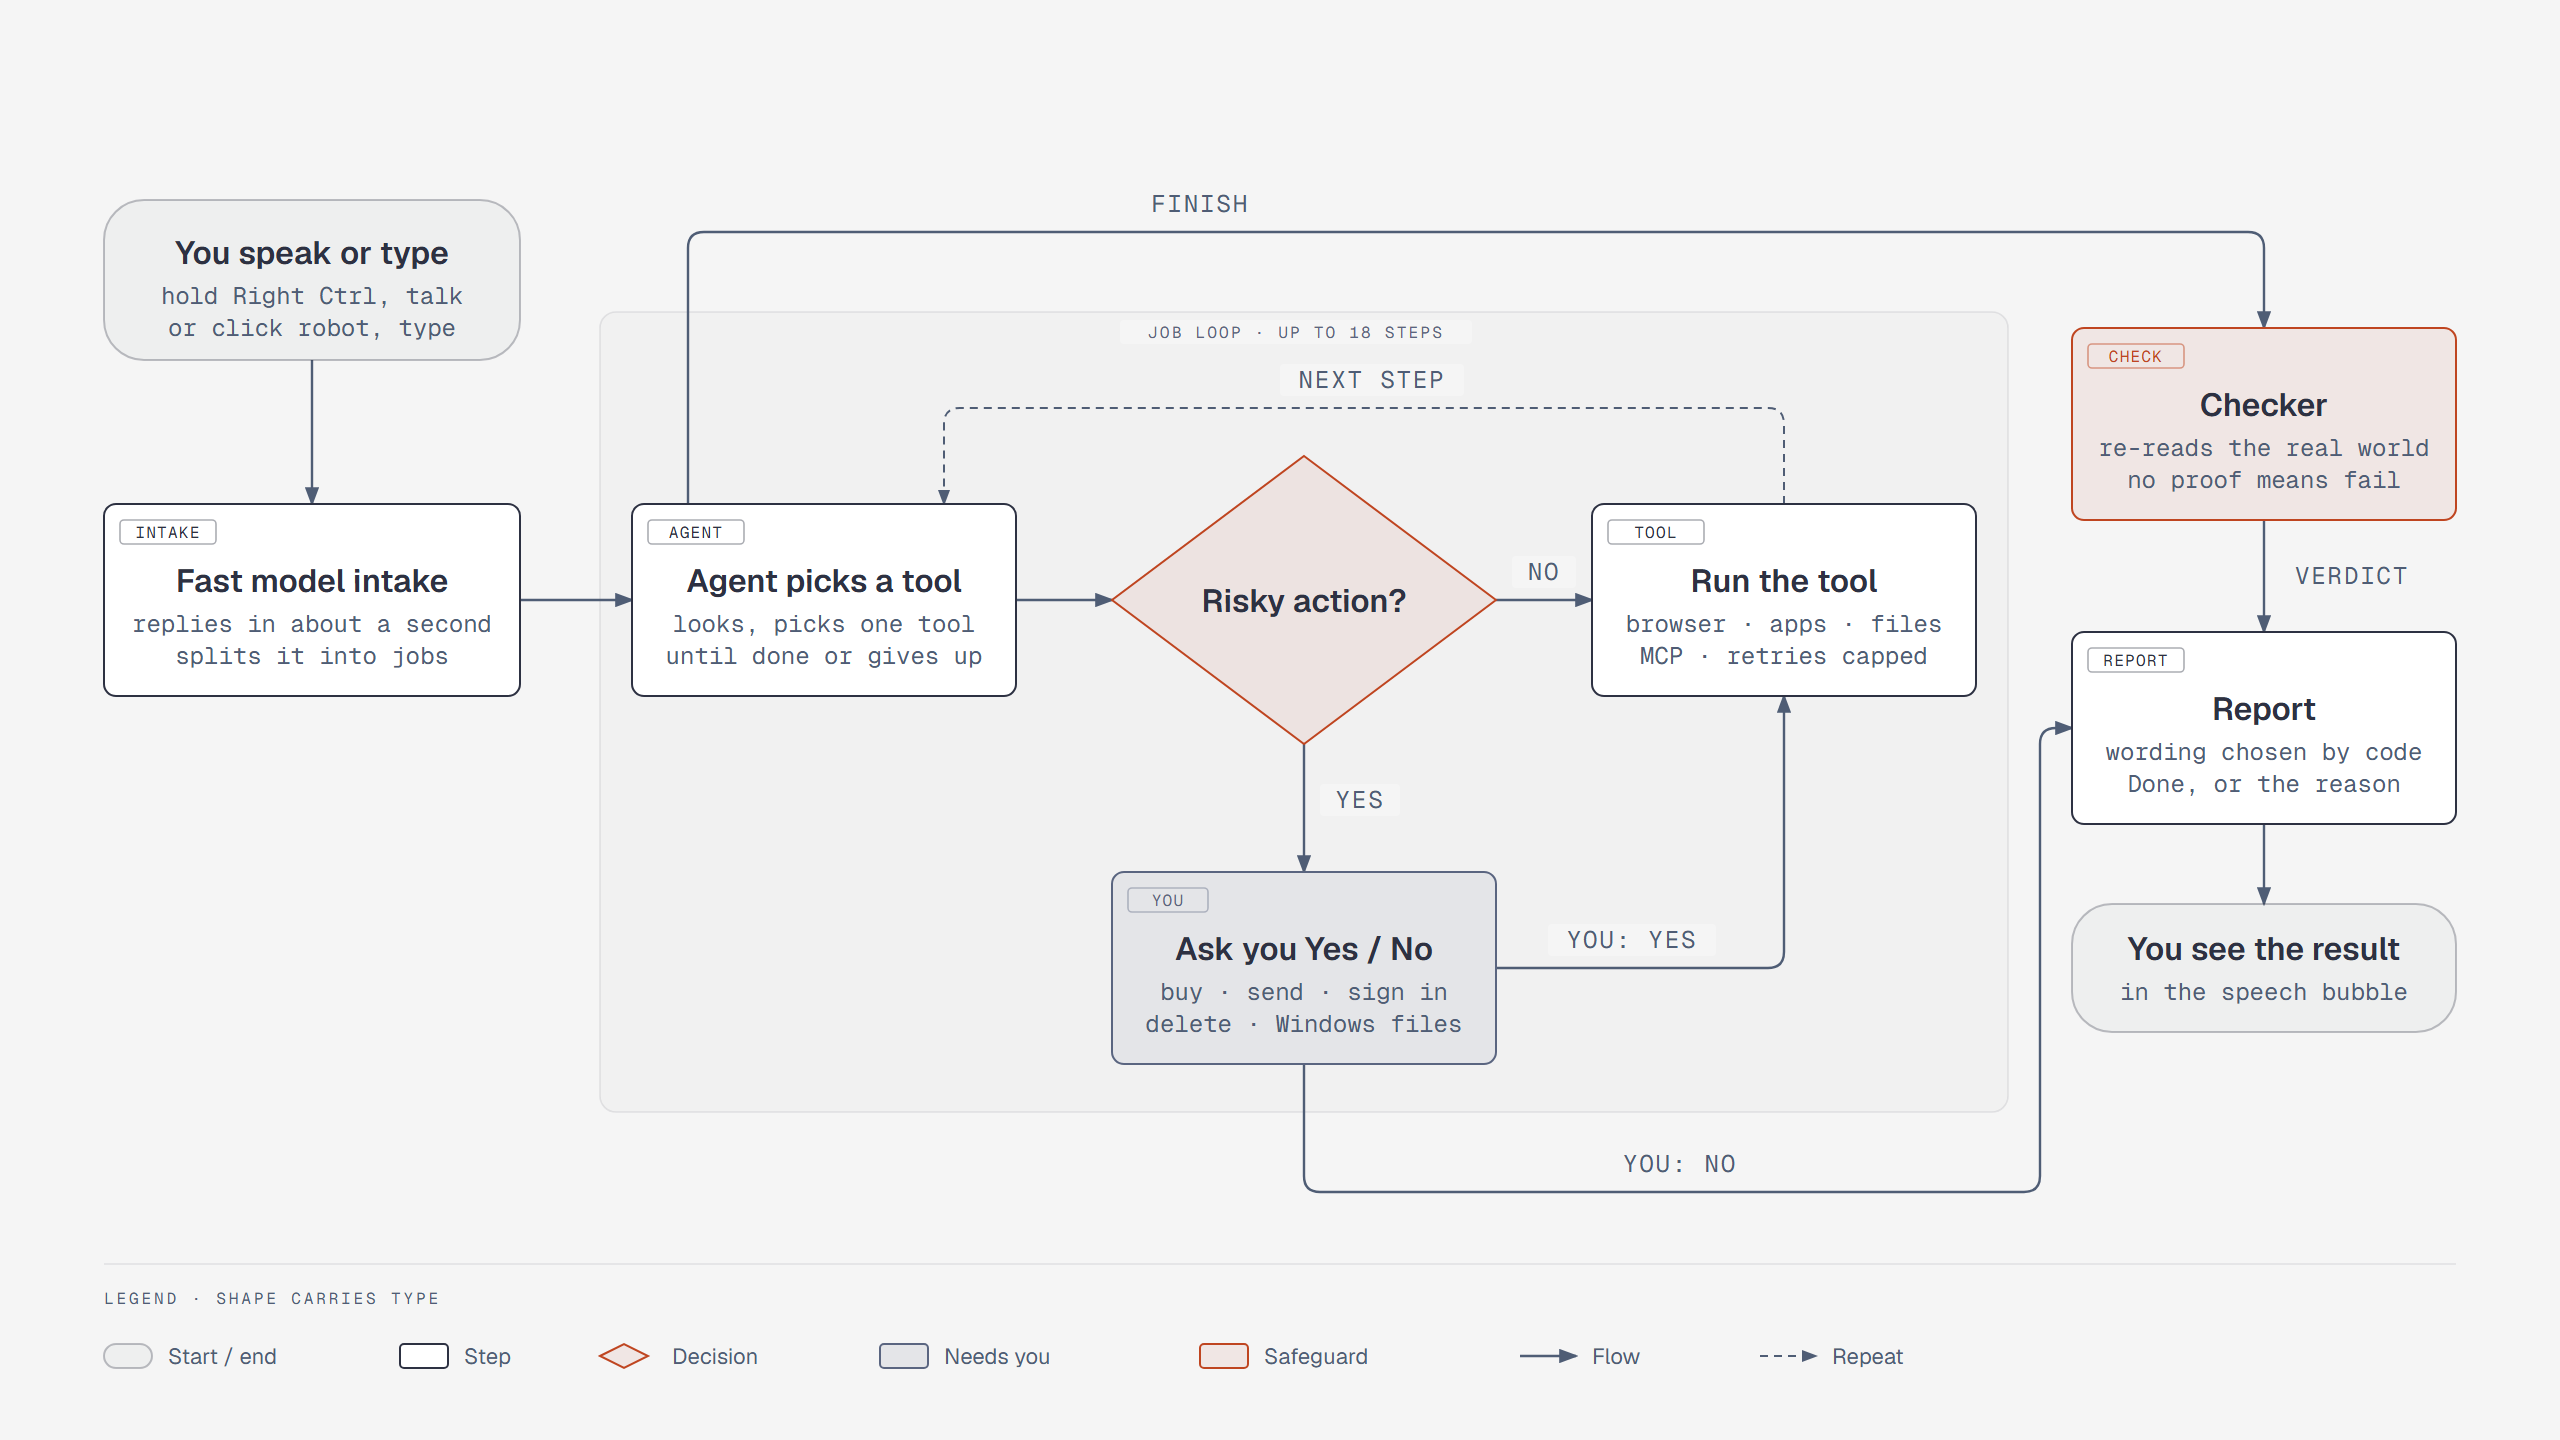 FINISH
You speak or type
hold Right Ctrl, talk
or click robot, type
JOB LOOP · UP TO 18 STEPS
NEXT STEP
CHECK
Checker
re-reads the real world
no proof means fail
INTAKE
Fast model intake
replies in about a second
splits it into jobs
AGENT
Agent picks a tool
looks, picks one tool
until done or gives up
Risky action?
NO
TOOL
Run the tool
browser · apps · files
MCP · retries capped
VERDICT
REPORT
Report
wording chosen by code
Done, or the reason
YES
YOU
Ask you Yes / No
buy · send · sign in
delete · Windows files
YOU: YES
You see the result
in the speech bubble
YOU: NO
LEGEND · SHAPE CARRIES TYPE
Start / end
Step
Decision
Needs you
Safeguard
Flow
Repeat